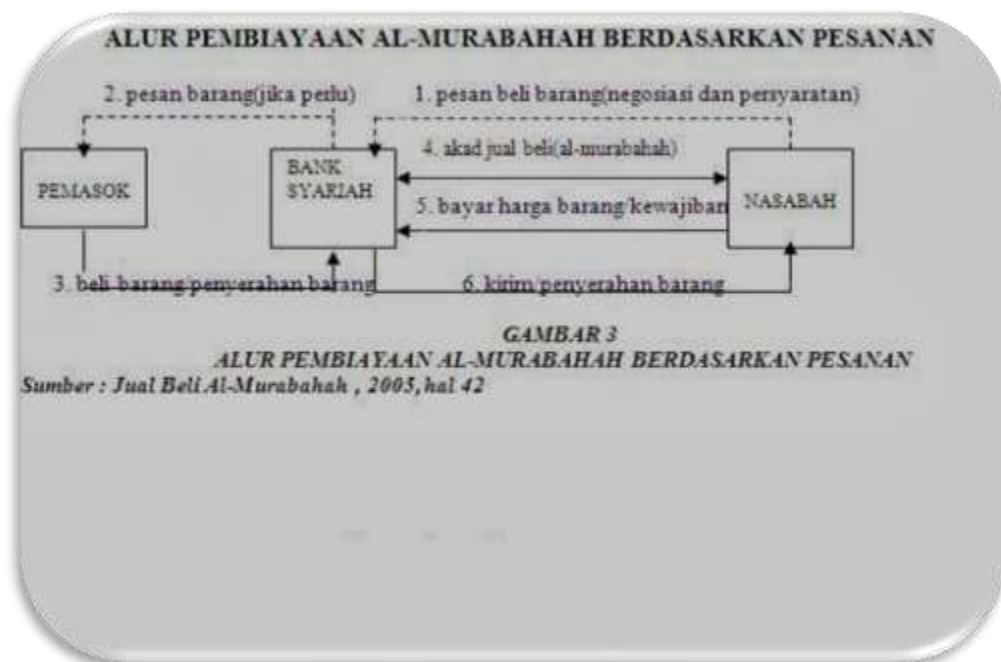 ALUR PEMBIAYAAN AL-MURABAHAH BERDASARKAN PESANAN
2. pesan barang(jika perlu)
1. pesan beli barang(negosiasi dan persyaratan)
4. akad jual beli(al-murabahah)
PEMASOK
BANK
SYARIAH
NASABAH
5. bayar harga barang/kewajiban
3. beli barang/penyerahan barang
6. kirim/penyerahan barang
GAMBAR 3
ALUR PEMBIAYAAN AL-MURABAHAH BERDASARKAN PESANAN
Sumber : Jual Beli Al-Murabahah , 2005, hal 42